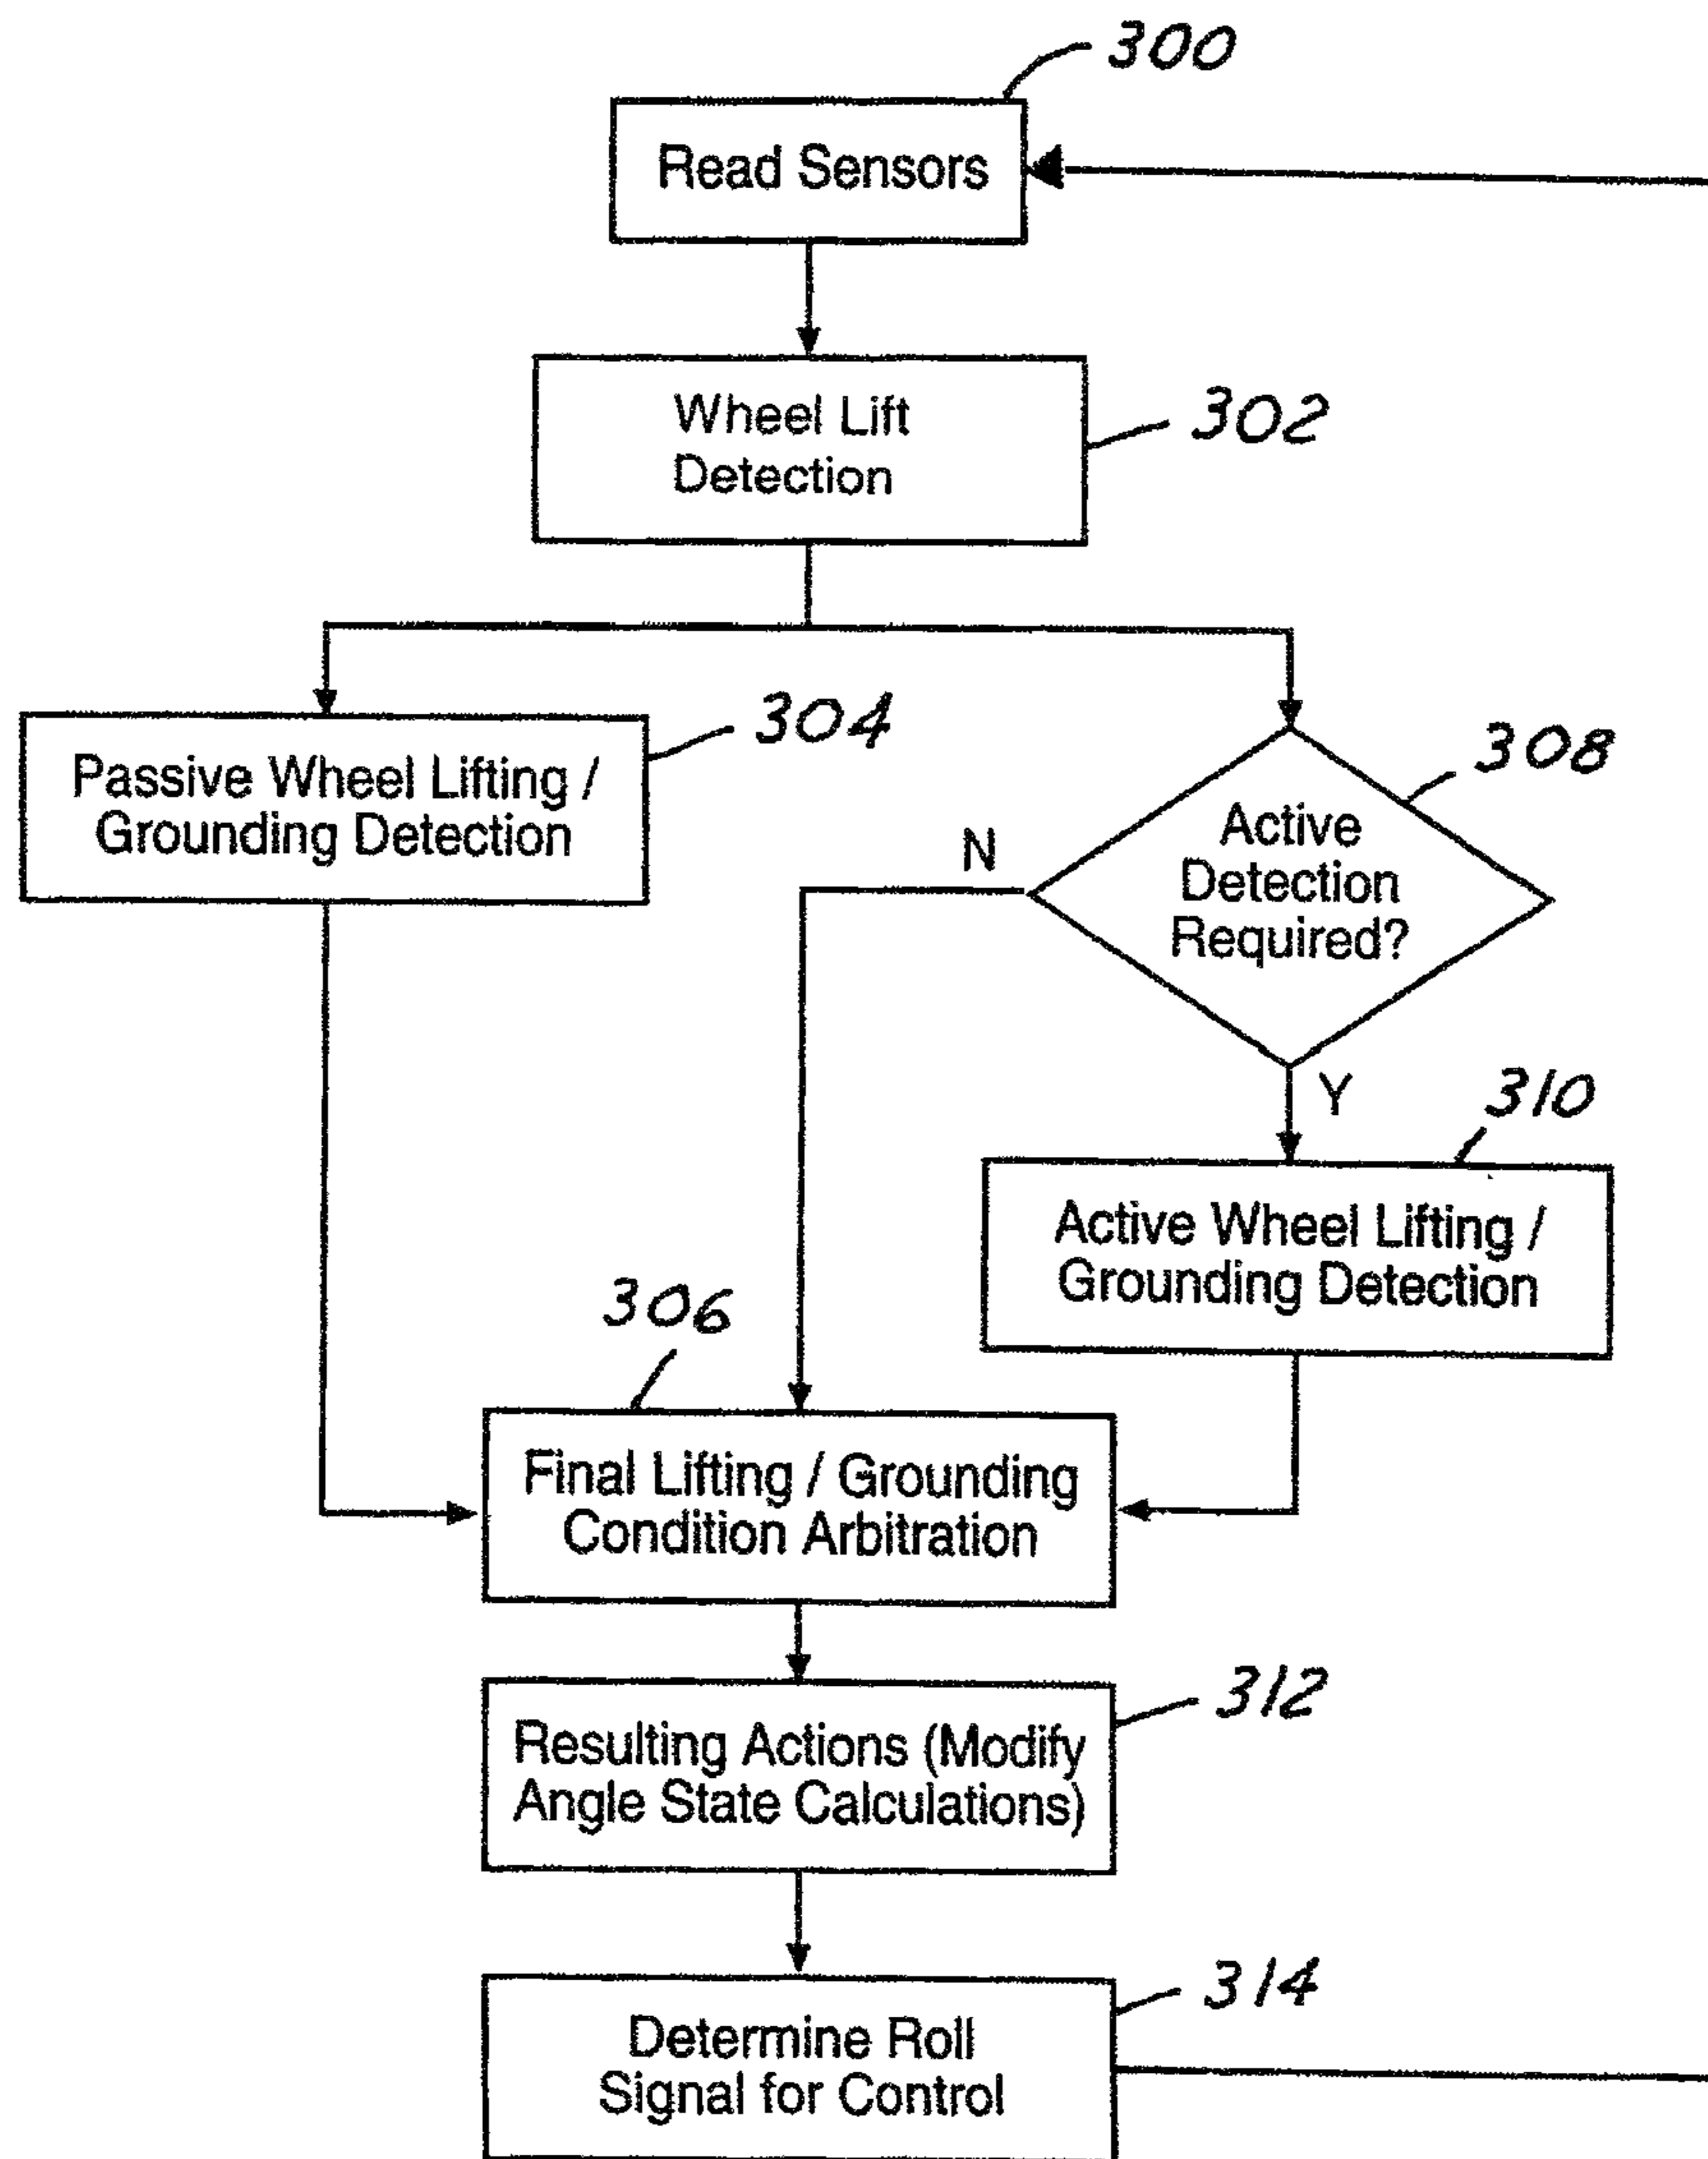 300
Read Sensors
302
Wheel Lift
Detection
304
Passive Wheel Lifting /
Grounding Detection
308
Active
Detection
Required?
N
Y
310
Active Wheel Lifting /
Grounding Detection
306
Final Lifting / Grounding
Condition Arbitration
312
Resulting Actions (Modify
Angle State Calculations)
314
Determine Roll
Signal for Control